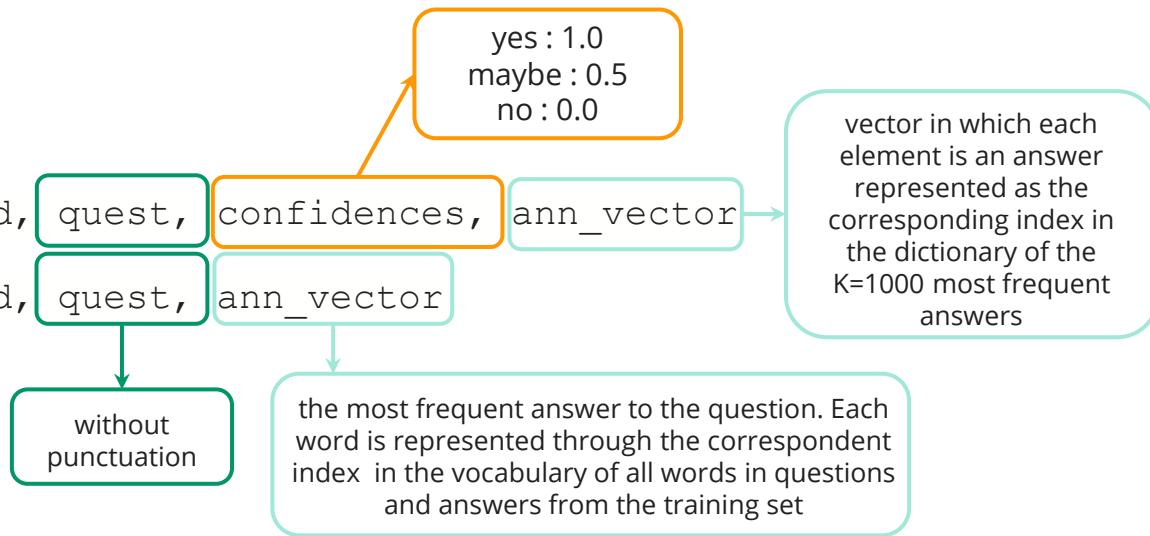 yes : 1.0
maybe : 0.5
no : 0.0
vector in which each
element is an answer
represented as the
corresponding index in
the dictionary of the
K=1000 most frequent
answers
d, quest, confidences, ann_vector
d, quest, ann_vector
without
punctuation
the most frequent answer to the question. Each
word is represented through the correspondent
index in the vocabulary of all words in questions
and answers from the training set